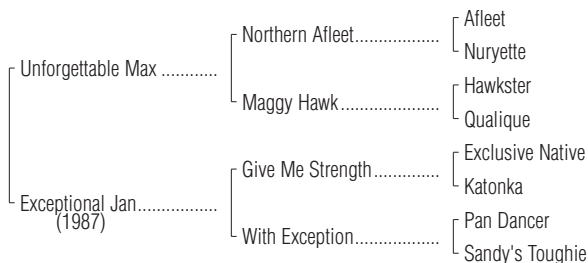 Afleet
Northern Afleet..................
Nuryette
Unforgettable Max ............
Hawkster
Maggy Hawk.....................
Qualique
Exclusive Native
Give Me Strength...............
Katonka
Exceptional Jan.................
(1987)
Pan Dancer
With Exception..................
Sandy's Toughie